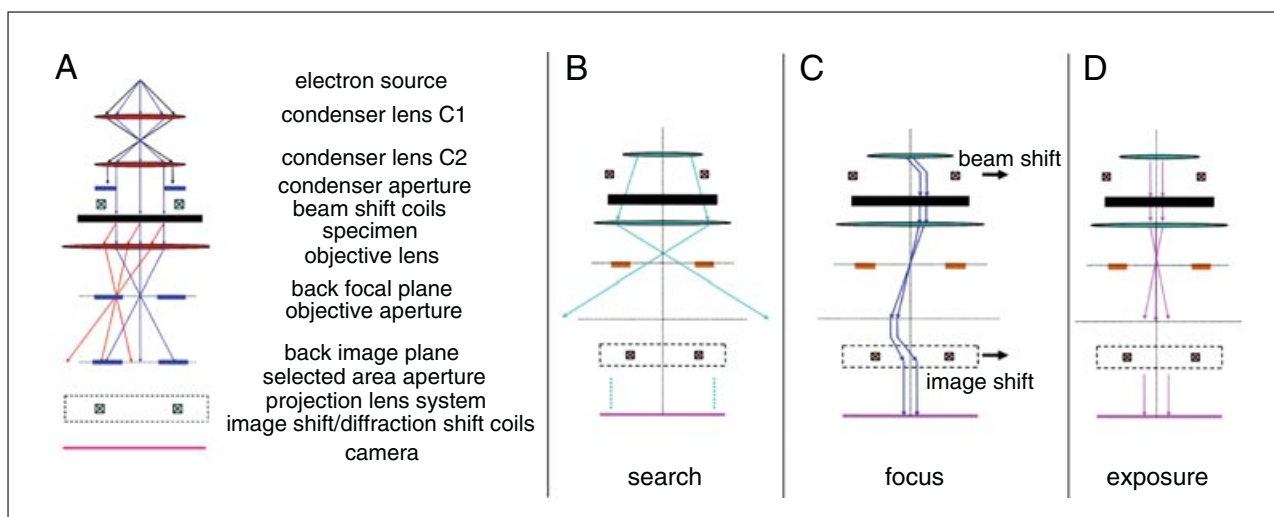 A
electron source
condenser lens C1
condenser lens C2
condenser aperture
beam shift coils
specimen
objective lens
back focal plane
objective aperture
back image plane
selected area aperture
projection lens system
image shift/diffraction shift coils
camera
B
search
C
beam shift
image shift
focus
D
exposure